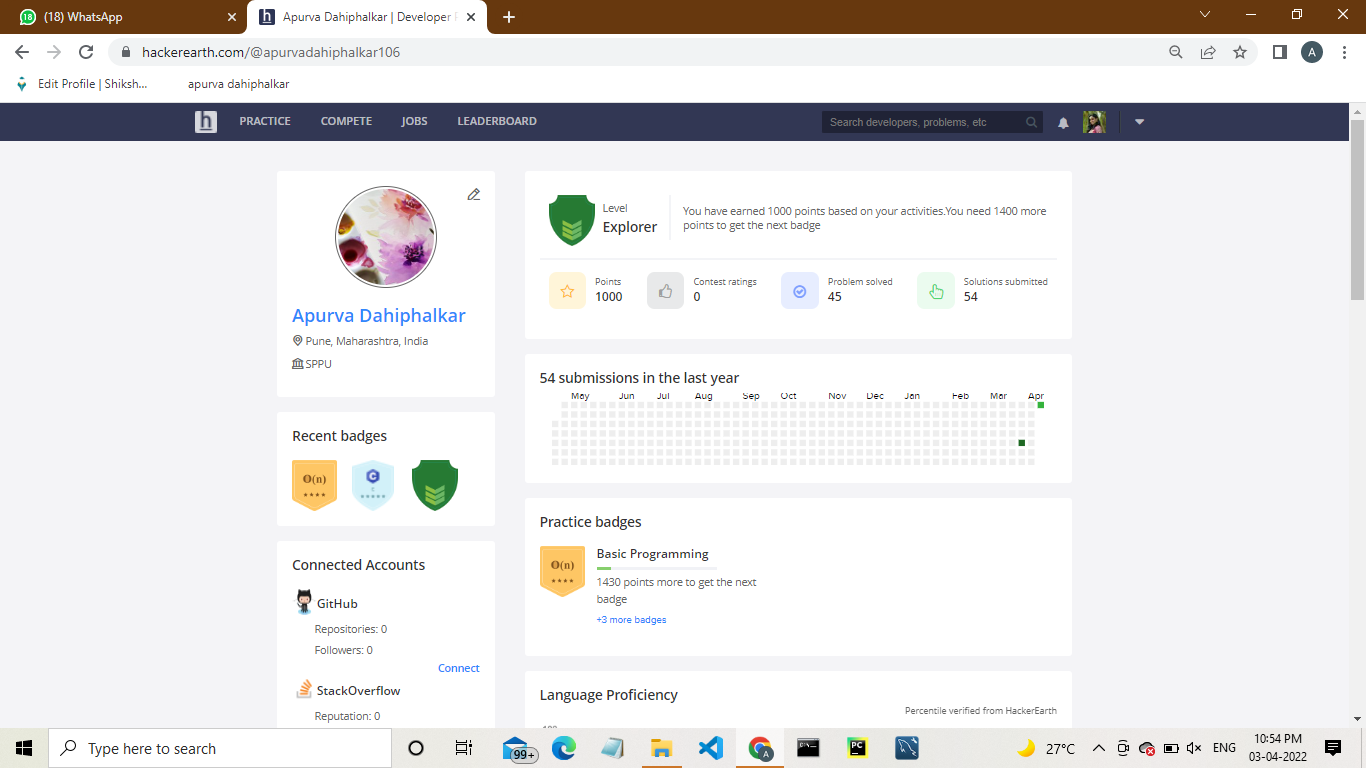 18
(18) WhatsApp
h
Apurva Dahiphalkar | Developer
hackerearth.com/@apurvadahiphalkar106
A
Edit Profile | Shiksh...
apurva dahiphalkar
h
PRACTICE
COMPETE
JOBS
LEADERBOARD
Search developers, problems, etc
Apurva Dahiphalkar
Pune, Maharashtra, India
SPPU
Level
Explorer
You have earned 1000 points based on your activities.You need 1400 more
points to get the next badge
Points
1000
Contest ratings
0
Problem solved
45
Solutions submitted
54
54 submissions in the last year
May Jun Jul Aug Sep Oct Nov Dec Jan Feb Mar Apr
Recent badges
(n)
C
Practice badges
(n)
Basic Programming
1430 points more to get the next
badge
+3 more badges
Connected Accounts
GitHub
Repositories: 0
Followers: 0
Connect
StackOverflow
Reputation: 0
Language Proficiency
Percentile verified from HackerEarth
Type here to search
99+
A
PC
27°C
ENG
10:54 PM
03-04-2022